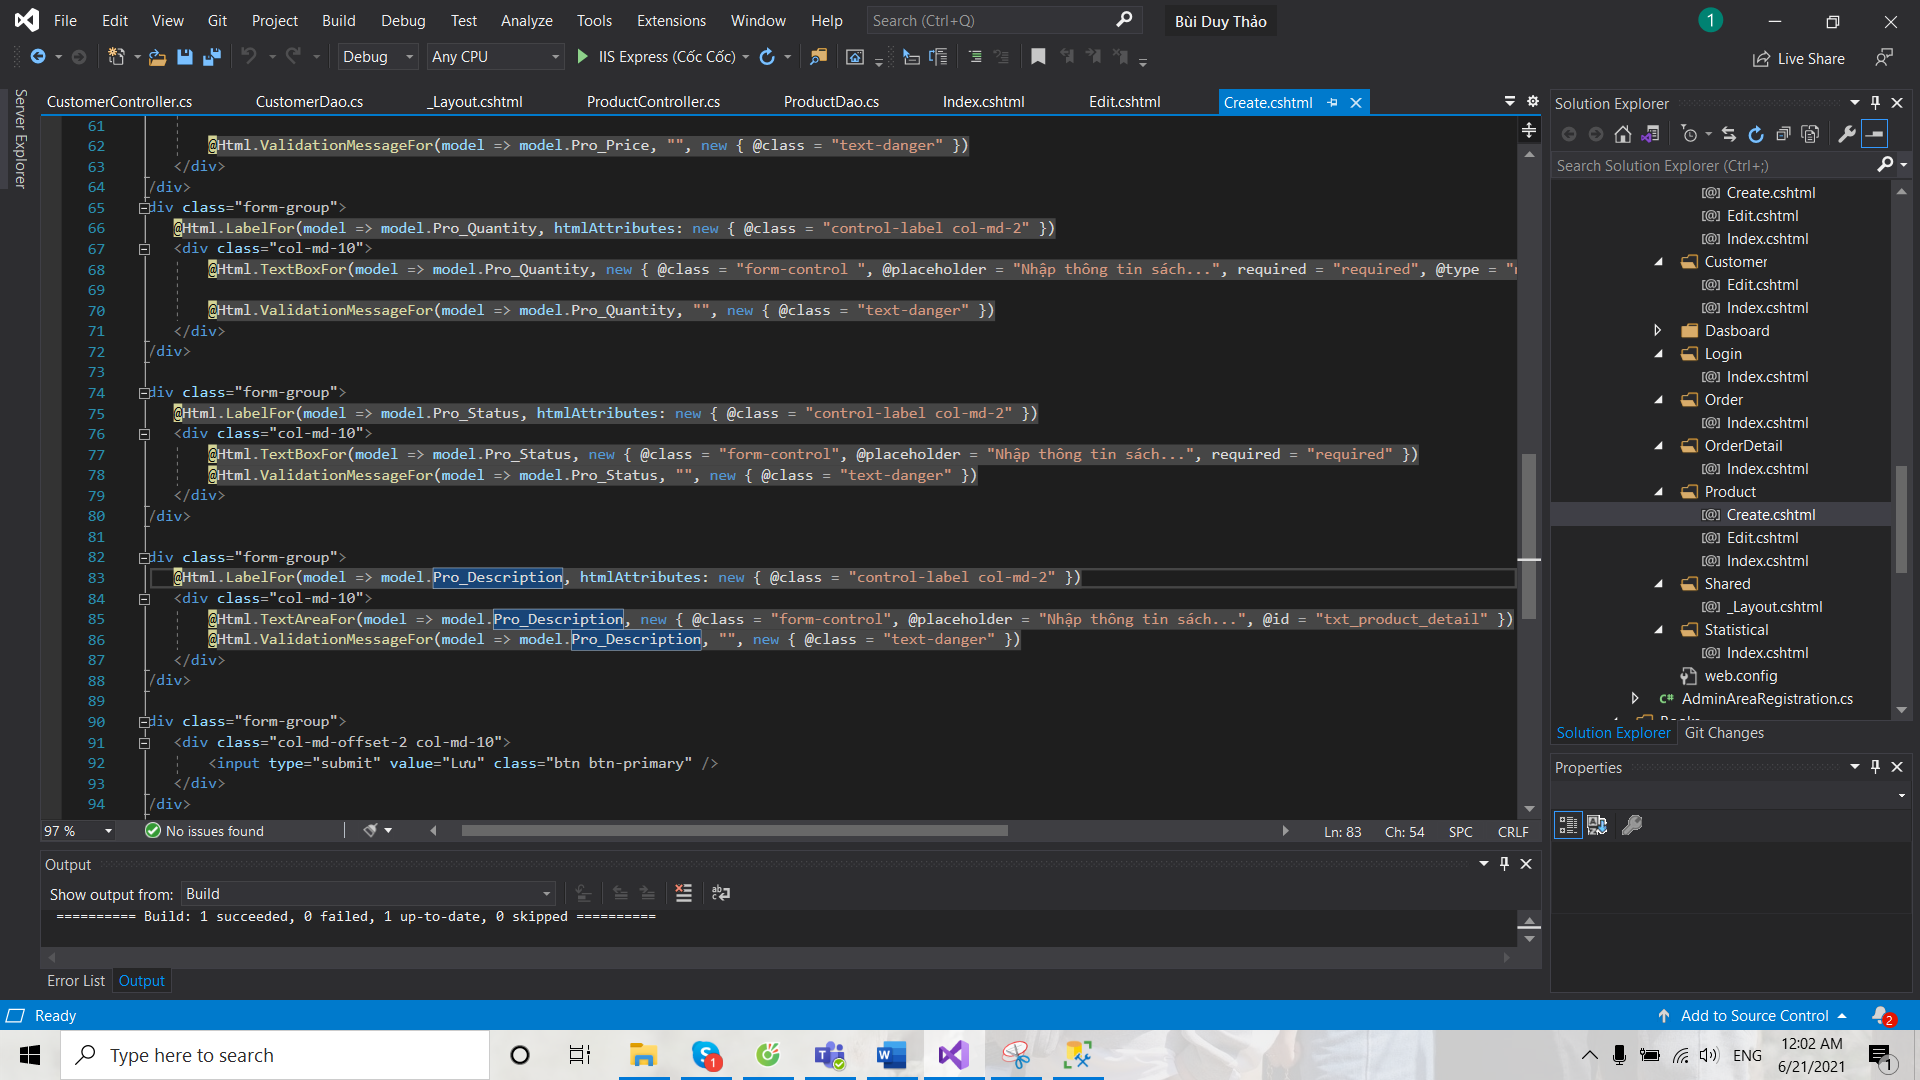 File Edit View Git Project Build Debug Test Analyze Tools Extensions Window Help Search (Ctrl+Q) Bùi Duy Thảo 1
Debug Any CPU IIS Express (Cốc Cốc) Live Share
Server Explorer
CustomerController.cs CustomerDao.cs _Layout.cshtml ProductController.cs ProductDao.cs Index.cshtml Edit.cshtml Create.cshtml
61
62 @Html.ValidationMessageFor(model => model.Pro_Price, "", new { @class = "text-danger" })
63 </div>
64 /div>
65 div class="form-group">
66 @Html.LabelFor(model => model.Pro_Quantity, htmlAttributes: new { @class = "control-label col-md-2" })
67 <div class="col-md-10">
68 @Html.TextBoxFor(model => model.Pro_Quantity, new { @class = "form-control ", @placeholder = "Nhập thông tin sách...", required = "required", @type = "
69
70 @Html.ValidationMessageFor(model => model.Pro_Quantity, "", new { @class = "text-danger" })
71 </div>
72 /div>
73
74 div class="form-group">
75 @Html.LabelFor(model => model.Pro_Status, htmlAttributes: new { @class = "control-label col-md-2" })
76 <div class="col-md-10">
77 @Html.TextBoxFor(model => model.Pro_Status, new { @class = "form-control", @placeholder = "Nhập thông tin sách...", required = "required" })
78 @Html.ValidationMessageFor(model => model.Pro_Status, "", new { @class = "text-danger" })
79 </div>
80 /div>
81
82 div class="form-group">
83 @Html.LabelFor(model => model.Pro_Description, htmlAttributes: new { @class = "control-label col-md-2" })
84 <div class="col-md-10">
85 @Html.TextAreaFor(model => model.Pro_Description, new { @class = "form-control", @placeholder = "Nhập thông tin sách...", @id = "txt_product_detail" })
86 @Html.ValidationMessageFor(model => model.Pro_Description, "", new { @class = "text-danger" })
87 </div>
88 /div>
89
90 div class="form-group">
91 <div class="col-md-offset-2 col-md-10">
92 <input type="submit" value="Lưu" class="btn btn-primary" />
93 </div>
94 /div>
97 % No issues found Ln: 83 Ch: 54 SPC CRLF
Output
Show output from: Build
========== Build: 1 succeeded, 0 failed, 1 up-to-date, 0 skipped ==========
Error List Output
Solution Explorer
Search Solution Explorer (Ctrl+;)
Create.cshtml
Edit.cshtml
Index.cshtml
Customer
Edit.cshtml
Index.cshtml
Dasboard
Login
Index.cshtml
Order
Index.cshtml
OrderDetail
Index.cshtml
Product
Create.cshtml
Edit.cshtml
Index.cshtml
Shared
_Layout.cshtml
Statistical
Index.cshtml
web.config
C# AdminAreaRegistration.cs
Solution Explorer Git Changes
Properties
Ready Add to Source Control 2
Type here to search 1 ENG 12:02 AM
6/21/2021 1